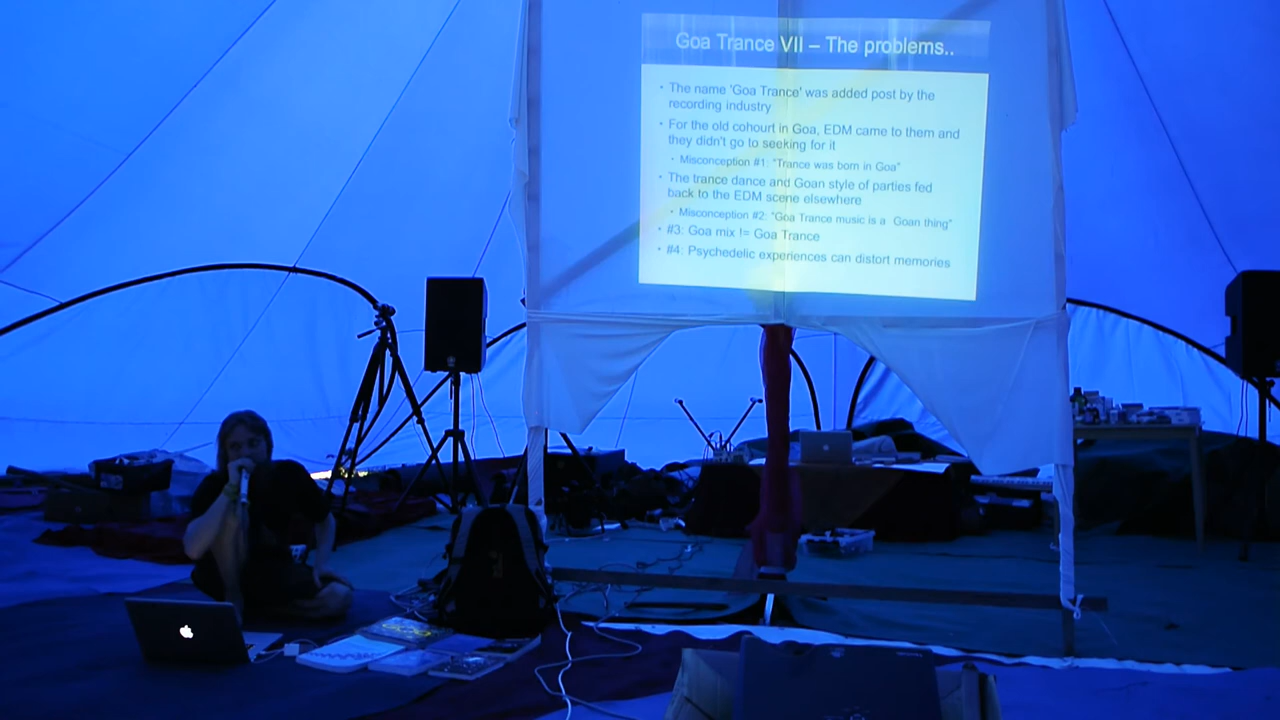 Goa Trance VII – The problems..
• The name 'Goa Trance' was added post by the
recording industry
• For the old cohourt in Goa, EDM came to them and
they didn't go to seeking for it
• Misconception #1: "Trance was born in Goa"
• The trance dance and Goan style of parties fed
back to the EDM scene elsewhere
• Misconception #2: "Goa Trance music is a Goan thing"
• #3: Goa mix != Goa Trance
• #4: Psychedelic experiences can distort memories